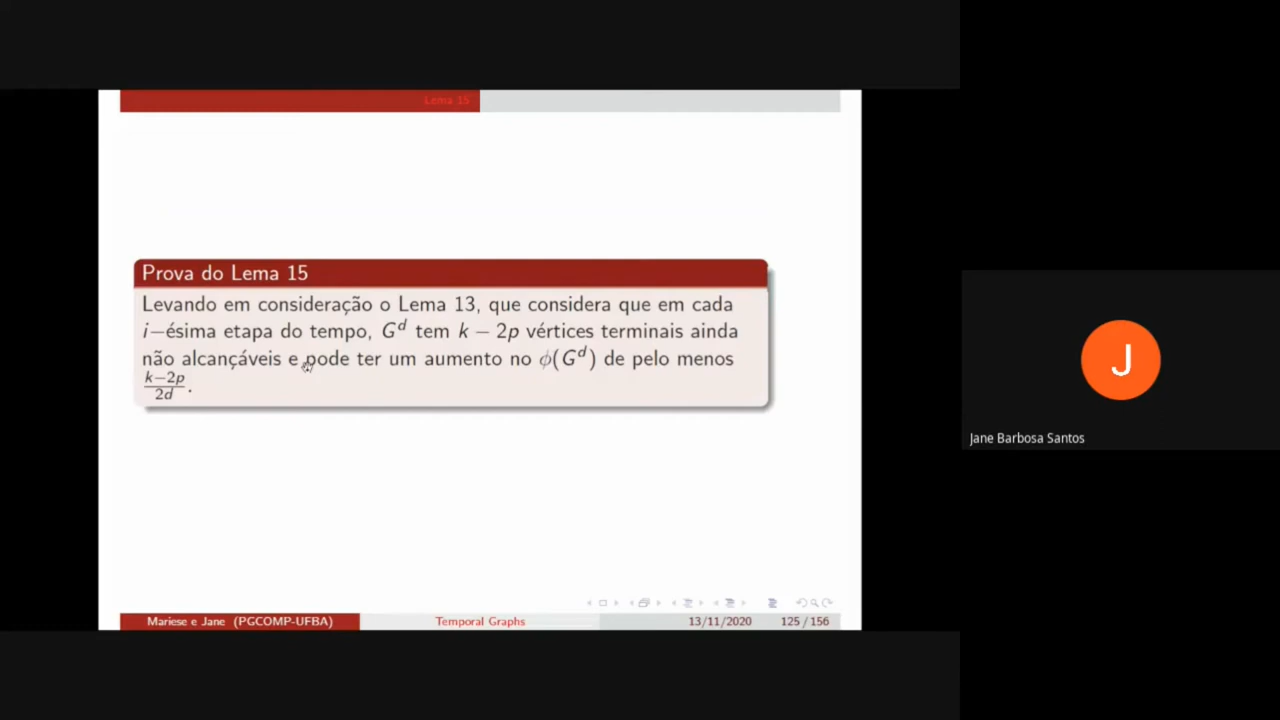 Lema 15
Prova do Lema 15
Levando em consideração o Lema 13, que considera que em cada
i−ésima etapa do tempo, G^d tem k − 2p vértices terminais ainda
não alcançáveis e pode ter um aumento no ϕ(G^d) de pelo menos
(k−2p)/(2d).
J
Jane Barbosa Santos
Mariese e Jane (PGCOMP-UFBA) Temporal Graphs 13/11/2020 125 / 156